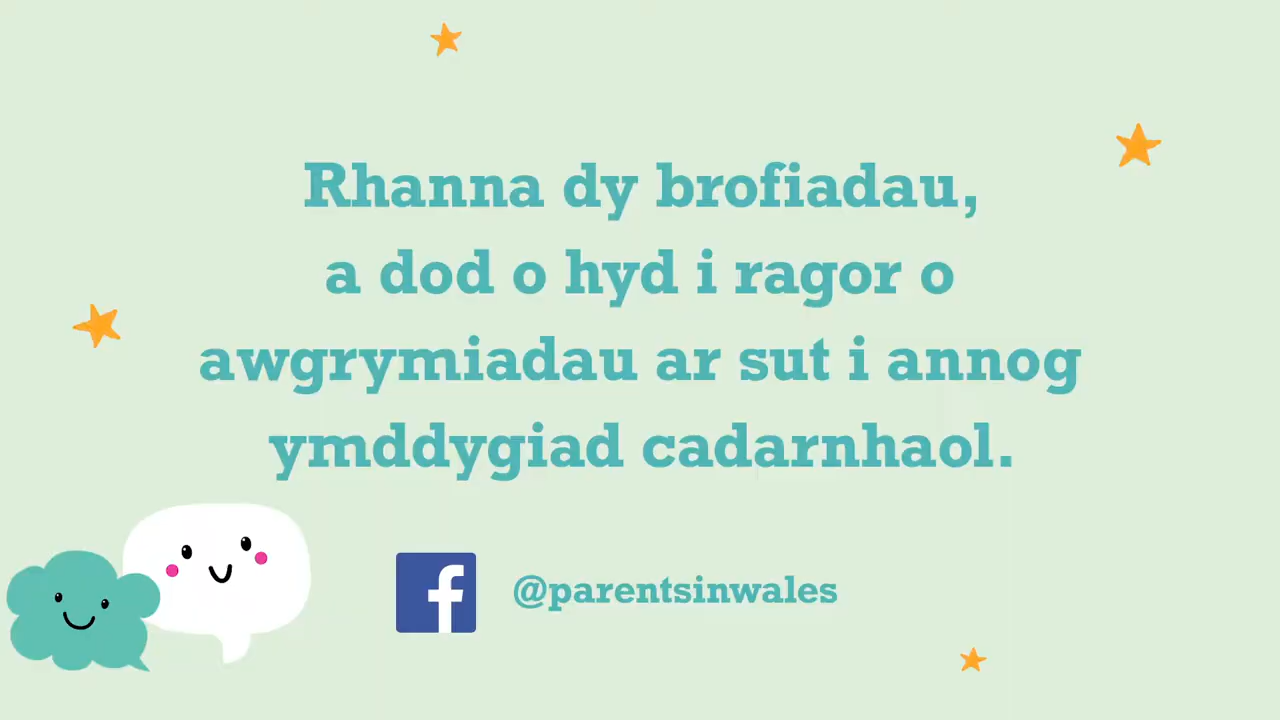 Rhanna dy brofiadau,
a dod o hyd i ragor o
awgrymiadau ar sut i annog
ymddygiad cadarnhaol.
@parentsinwales